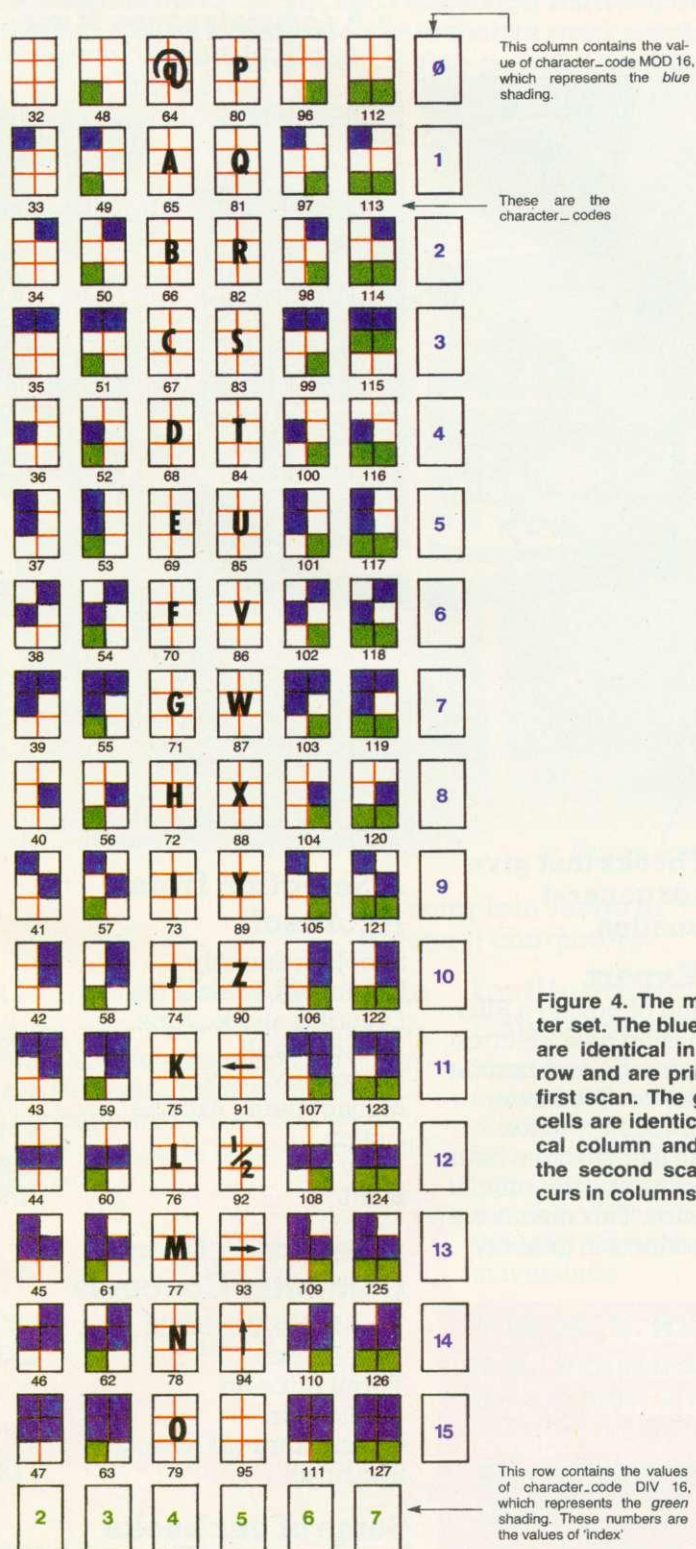 @ P Ø
32 48 64 80 96 112
This column contains the val-
ue of character_code MOD 16,
which represents the blue
shading.
A Q 1
33 49 65 81 97 113
These are the
character_ codes
B R 2
34 50 66 82 98 114
C S 3
35 51 67 83 99 115
D T 4
36 52 68 84 100 116
E U 5
37 53 69 85 101 117
F V 6
38 54 70 86 102 118
G W 7
39 55 71 87 103 119
H X 8
40 56 72 88 104 120
I Y 9
41 57 73 89 105 121
J Z 10
42 58 74 90 106 122
K ← 11
43 59 75 91 107 123
L ½ 12
44 60 76 92 108 124
M → 13
45 61 77 93 109 125
N ↑ 14
46 62 78 94 110 126
O 15
47 63 79 95 111 127
2 3 4 5 6 7
Figure 4. The m
ter set. The blue
are identical in
row and are pri
first scan. The g
cells are identic
cal column and
the second sca
curs in columns
This row contains the values
of character_code DIV 16,
which represents the green
shading. These numbers are
the values of 'index'